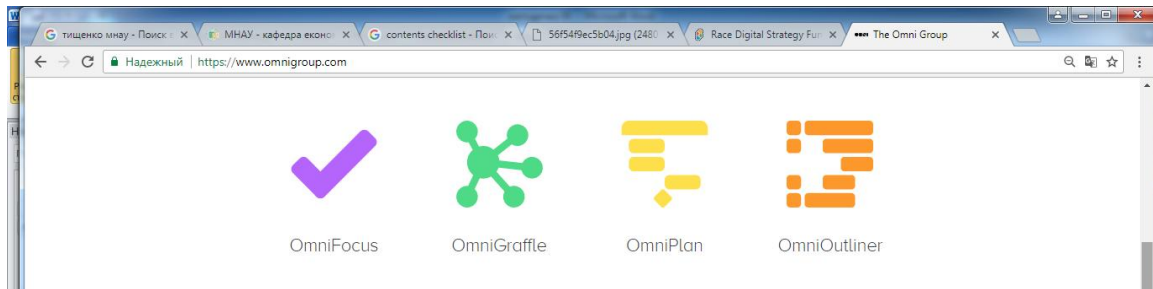 тищенко мнау - Поиск
МНАУ - кафедра еконо
contents checklist - Пои
56f54f9ec5b04.jpg (2480
Race Digital Strategy Fun
The Omni Group
Надежный | https://www.omnigroup.com
OmniFocus
OmniGraffle
OmniPlan
OmniOutliner